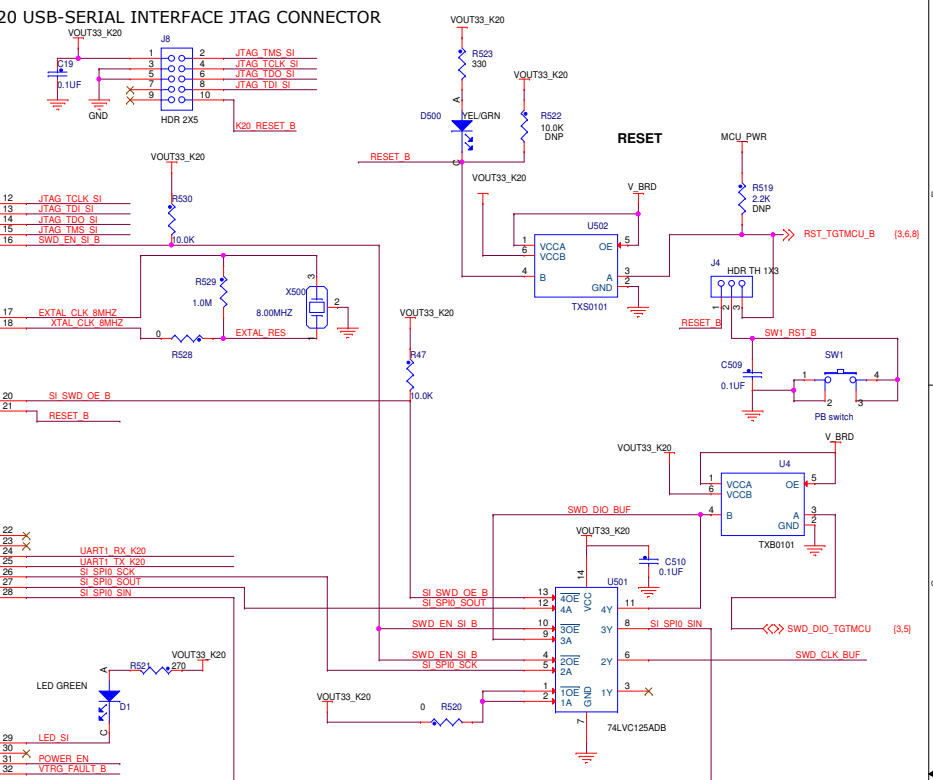 20 USB-SERIAL INTERFACE JTAG CONNECTOR
VOUT33_K20
J8
C19
0.1UF
GND
1 2 JTAG_TMS_SI
3 4 JTAG_TCLK_SI
5 6 JTAG_TDO_SI
7 8 JTAG_TDI_SI
9 10
HDR 2X5
K20_RESET_B
VOUT33_K20
R523
330
VOUT33_K20
A
D500
YEL/GRN
C
R522
10.0K
DNP
RESET_B
RESET
MCU_PWR
R519
2.2K
DNP
RST_TGTMCU_B {3,6,8}
VOUT33_K20
V_BRD
U502
1 VCCA
6 VCCB
OE 5
4 B
A 3
GND 2
TXS0101
J4
HDR TH 1X3
1 2 3
RESET_B
SW1_RST_B
C509
0.1UF
SW1
1 4
2 3
PB switch
VOUT33_K20
R530
10.0K
12 JTAG_TCLK_SI
13 JTAG_TDI_SI
14 JTAG_TDO_SI
15 JTAG_TMS_SI
16 SWD_EN_SI_B
R529
1.0M
X500
8.00MHZ
3
2
1
17 EXTAL_CLK_8MHZ
18 XTAL_CLK_8MHZ
0
R528
EXTAL_RES
VOUT33_K20
R47
10.0K
20 SI_SWD_OE_B
21 RESET_B
VOUT33_K20
V_BRD
U4
1 VCCA
6 VCCB
OE 5
4 B
A 3
GND 2
TXB0101
SWD_DIO_BUF
VOUT33_K20
C510
0.1UF
22
23
24 UART1_RX_K20
25 UART1_TX_K20
26 SI_SPI0_SCK
27 SI_SPI0_SOUT
28 SI_SPI0_SIN
U501
14
VCC
SI_SWD_OE_B 13 4OE
SI_SPI0_SOUT 12 4A 4Y 11
SWD_EN_SI_B 10 3OE 3Y 8 SI_SPI0_SIN
9 3A
SWD_EN_SI_B 4 2OE 2Y 6 SWD_CLK_BUF
SI_SPI0_SCK 5 2A
1 1OE 1Y 3
2 1A
GND
7
74LVC125ADB
SWD_DIO_TGTMCU {3,5}
VOUT33_K20
0 R520
VOUT33_K20
R521 270
A
LED GREEN
D1
C
29 LED_SI
30
31 POWER_EN
32 VTRG_FAULT_B